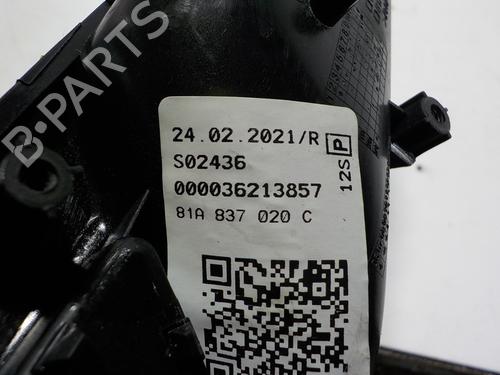 B-PARTS
24.02.2021/R
S02436
000036213857
81A 837 020 C
12S P